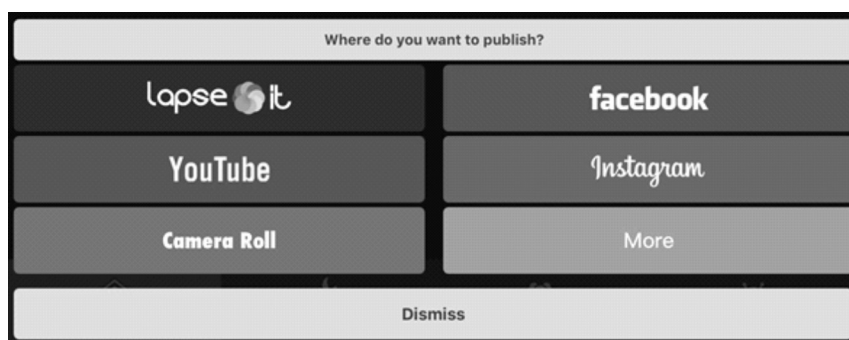 Where do you want to publish?
lapse it
facebook
YouTube
Instagram
Camera Roll
More
Dismiss